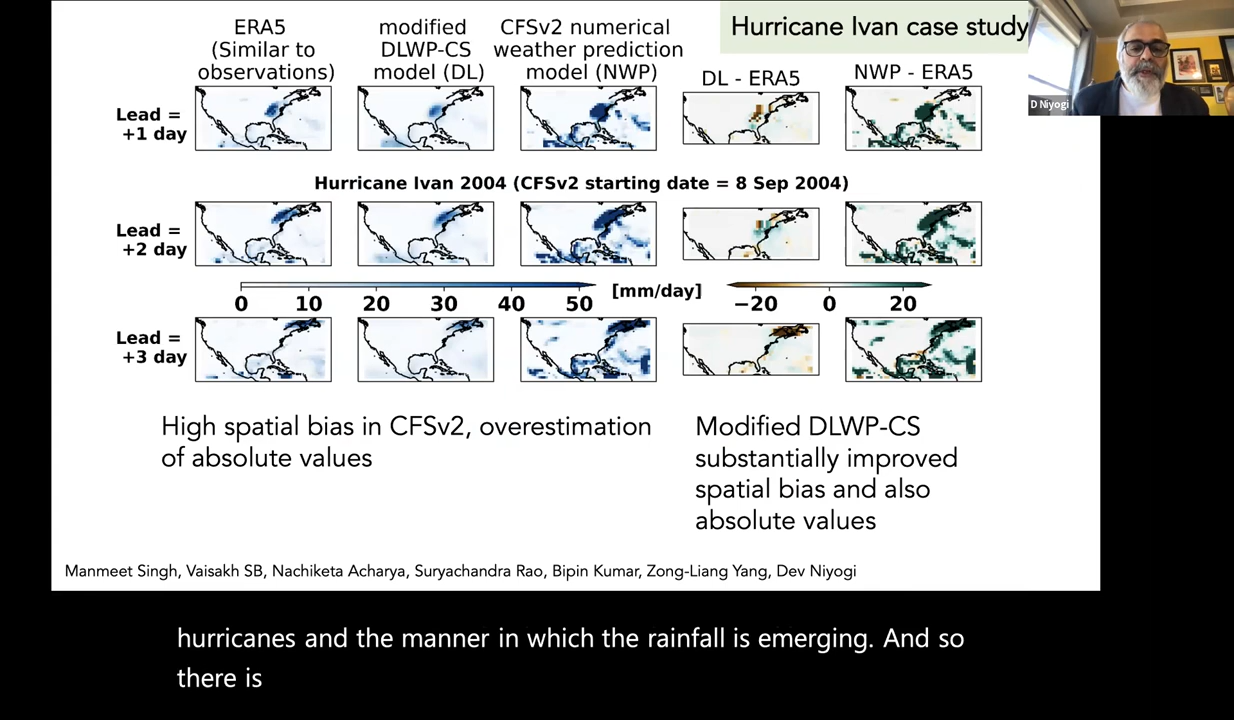 Hurricane Ivan case study
ERA5
(Similar to
observations)
modified
DLWP-CS
model (DL)
CFSv2 numerical
weather prediction
model (NWP)
DL - ERA5
NWP - ERA5
D Niyogi
Lead =
+1 day
Hurricane Ivan 2004 (CFSv2 starting date = 8 Sep 2004)
Lead =
+2 day
0 10 20 30 40 50 [mm/day] −20 0 20
Lead =
+3 day
High spatial bias in CFSv2, overestimation
of absolute values
Modified DLWP-CS
substantially improved
spatial bias and also
absolute values
Manmeet Singh, Vaisakh SB, Nachiketa Acharya, Suryachandra Rao, Bipin Kumar, Zong-Liang Yang, Dev Niyogi
hurricanes and the manner in which the rainfall is emerging. And so
there is